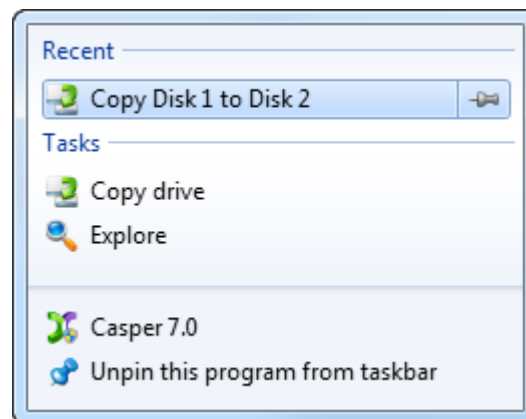 Recent
Copy Disk 1 to Disk 2
Tasks
Copy drive
Explore
Casper 7.0
Unpin this program from taskbar